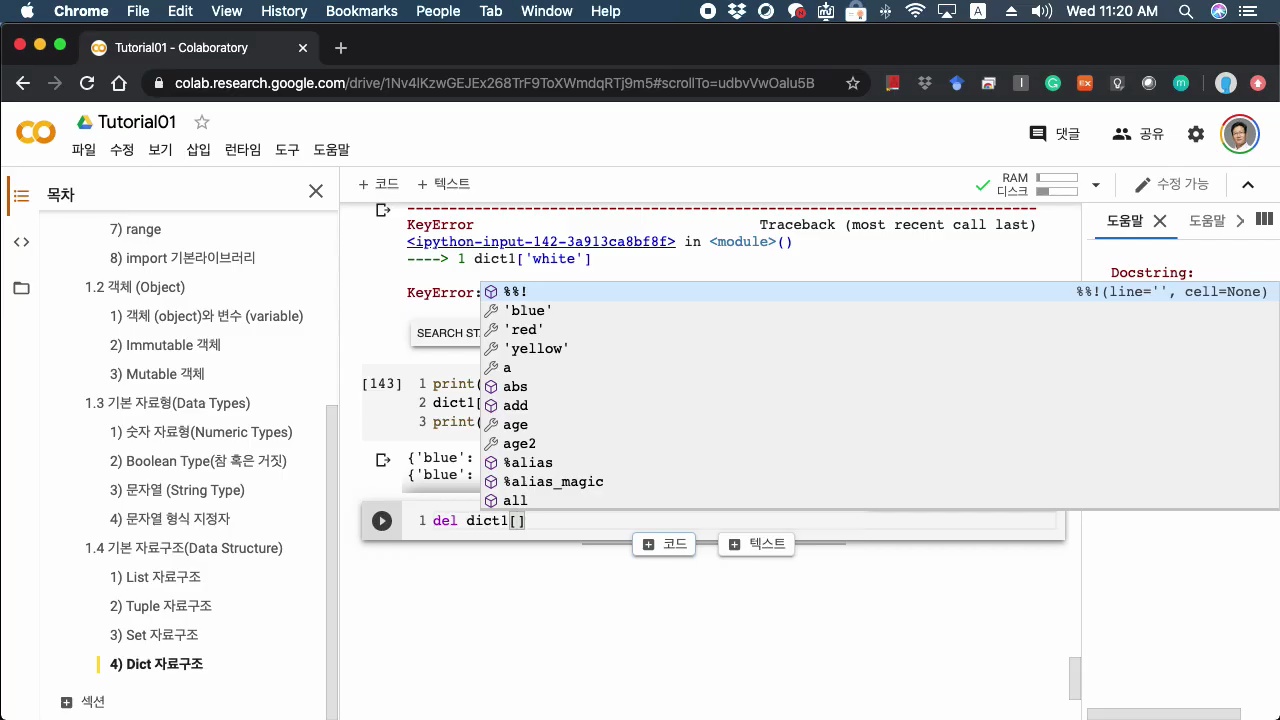 Chrome File Edit View History Bookmarks People Tab Window Help
A
Wed 11:20 AM
Tutorial01 - Colaboratory
colab.research.google.com/drive/1Nv4lKzwGEJEx268TrF9ToXWmdqRTj9m5#scrollTo=udbvVwOaIu5B
Tutorial01
댓글
공유
파일 수정 보기 삽입 런타임 도구 도움말
목차
+ 코드 + 텍스트
RAM
디스크
수정 가능
7) range
8) import 기본라이브러리
1.2 객체 (Object)
1) 객체 (object)와 변수 (variable)
2) Immutable 객체
3) Mutable 객체
1.3 기본 자료형(Data Types)
1) 숫자 자료형(Numeric Types)
2) Boolean Type(참 혹은 거짓)
3) 문자열 (String Type)
4) 문자열 형식 지정자
1.4 기본 자료구조(Data Structure)
1) List 자료구조
2) Tuple 자료구조
3) Set 자료구조
4) Dict 자료구조
섹션
KeyError Traceback (most recent call last)
<ipython-input-142-3a913ca8bf8f> in <module>()
----> 1 dict1['white']
KeyError:
SEARCH STA
[143]
1 print(
2 dict1[
3 print(
{'blue':
{'blue':
%%! %%!(line='', cell=None)
'blue'
'red'
'yellow'
a
abs
add
age
age2
%alias
%alias_magic
all
1 del dict1[]
코드
텍스트
도움말
도움말
Docstring: